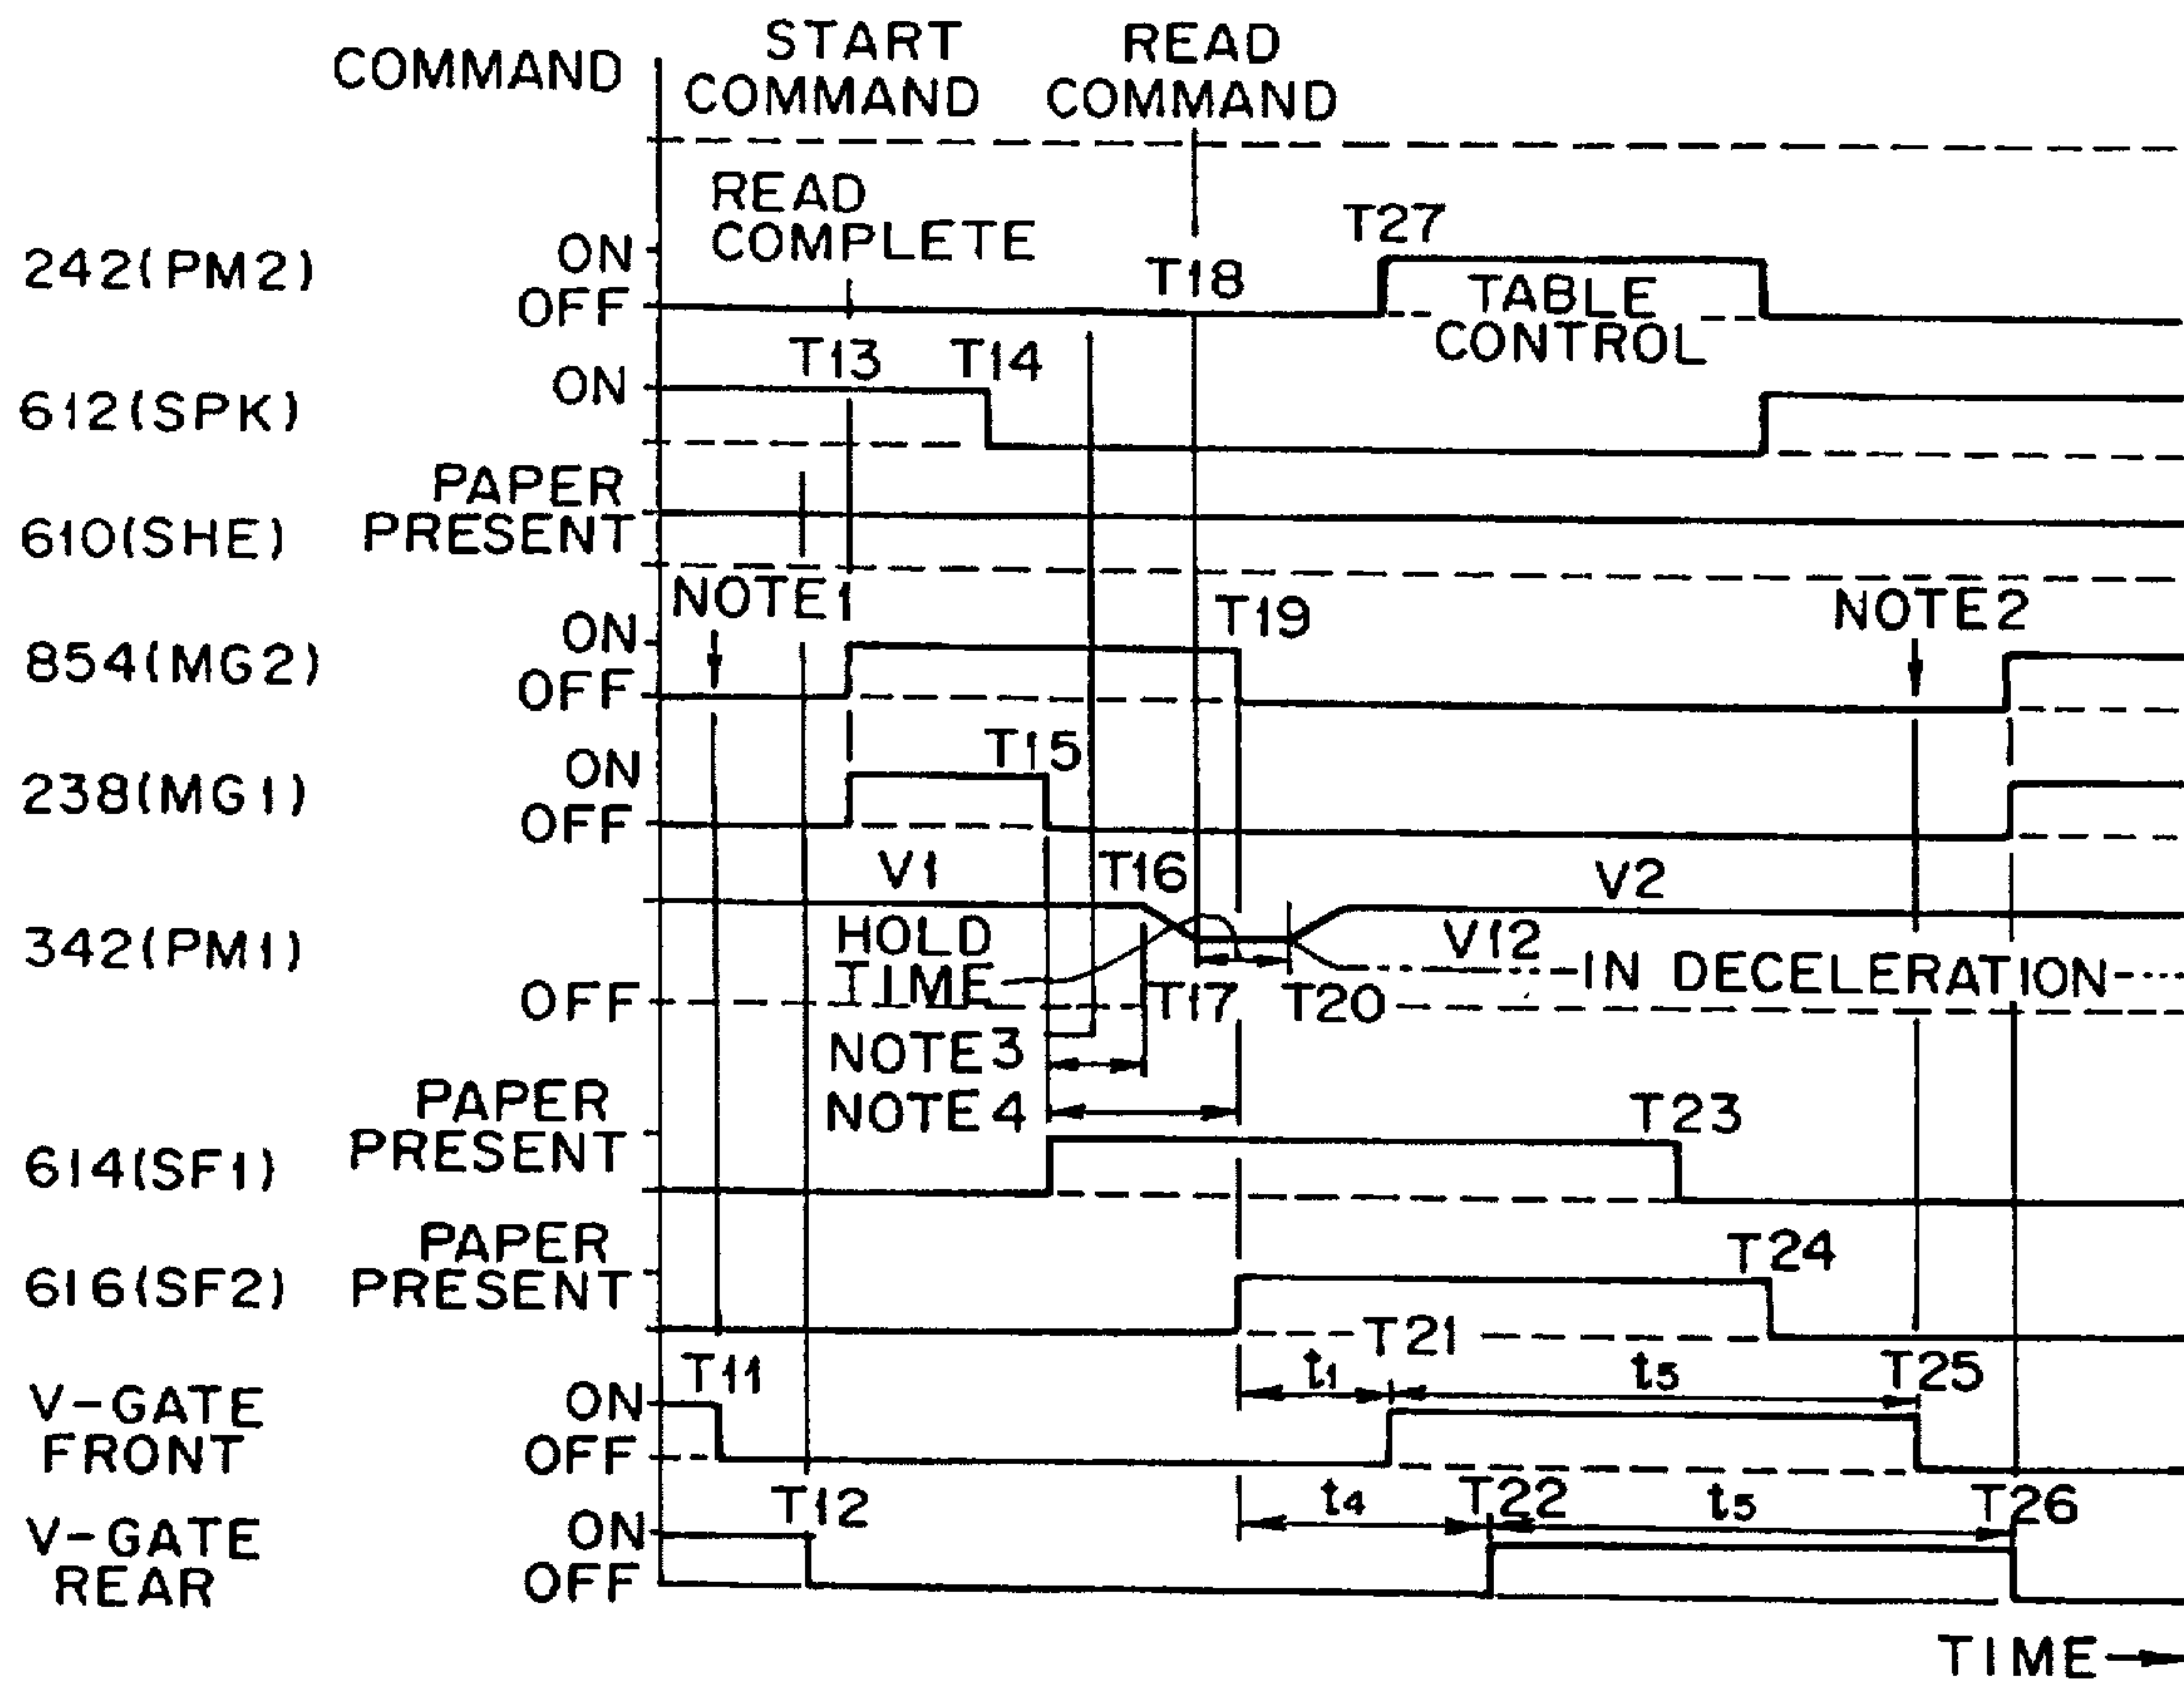 COMMAND
START
COMMAND
READ
COMMAND
READ
COMPLETE
242(PM2)
ON
OFF
T18
T27
TABLE
CONTROL
612(SPK)
ON
T13
T14
610(SHE)
PAPER
PRESENT
NOTE1
T19
NOTE2
854(MG2)
ON
OFF
238(MG1)
ON
OFF
T15
342(PM1)
V1
T16
V2
HOLD
TIME
V12
IN DECELERATION
OFF
T17
T20
NOTE3
NOTE4
614(SF1)
PAPER
PRESENT
T23
616(SF2)
PAPER
PRESENT
T24
T21
V-GATE
FRONT
ON
OFF
T11
t1
t5
T25
V-GATE
REAR
ON
OFF
T12
t4
T22
t5
T26
TIME